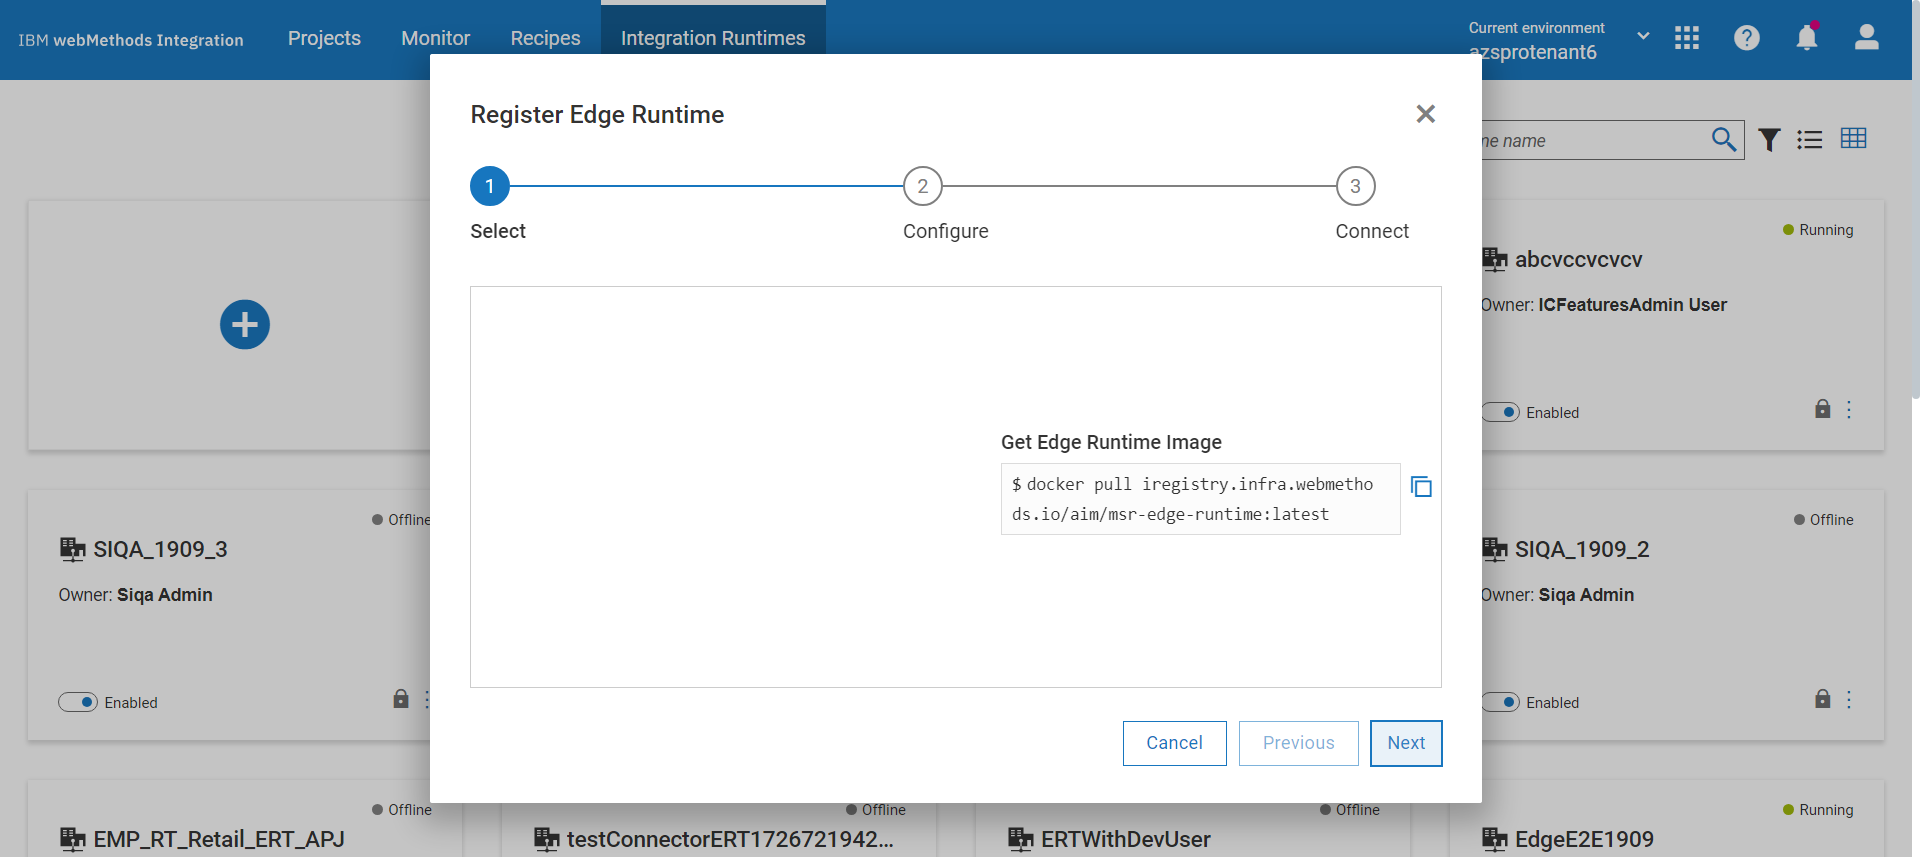 IBM webMethods Integration
Projects
Monitor
Recipes
Integration Runtimes
Current environment
azsprotenant6
Register Edge Runtime
1
2
3
Select
Configure
Connect
Get Edge Runtime Image
$ docker pull iregistry.infra.webmetho
ds.io/aim/msr-edge-runtime:latest
Cancel
Previous
Next
name
Running
abcvccvcvcv
Owner: ICFeaturesAdmin User
Enabled
Offline
SIQA_1909_3
Owner: Siqa Admin
Enabled
Offline
SIQA_1909_2
Owner: Siqa Admin
Enabled
Offline
EMP_RT_Retail_ERT_APJ
Offline
testConnectorERT1726721942...
Offline
ERTWithDevUser
Running
EdgeE2E1909